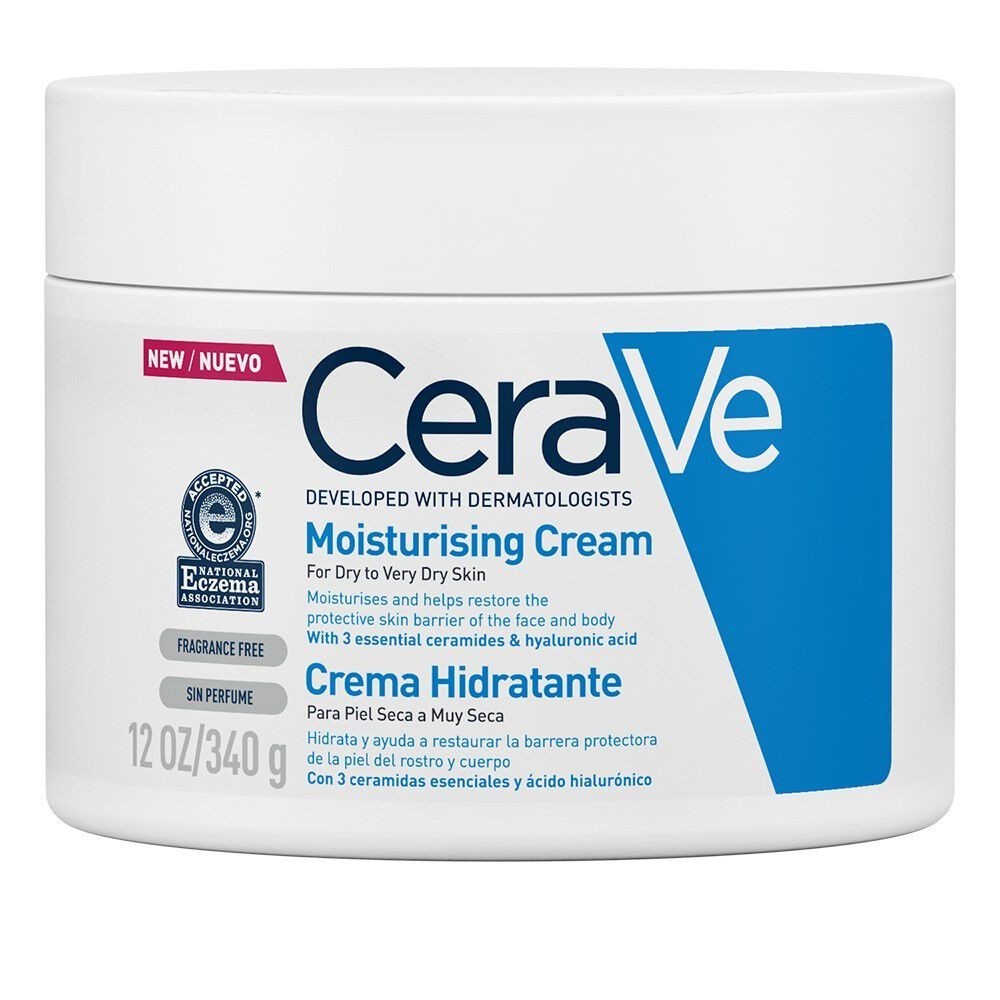 NEW / NUEVO
CeraVe
DEVELOPED WITH DERMATOLOGISTS
Moisturising Cream
For Dry to Very Dry Skin
Moisturises and helps restore the
protective skin barrier of the face and body
With 3 essential ceramides & hyaluronic acid
Crema Hidratante
Para Piel Seca a Muy Seca
Hidrata y ayuda a restaurar la barrera protectora
de la piel del rostro y cuerpo
Con 3 ceramidas esenciales y ácido hialurónico
ACCEPTED
*
e
NATIONALECZEMA.ORG
NATIONAL
Eczema
ASSOCIATION
FRAGRANCE FREE
SIN PERFUME
12 OZ/340 g